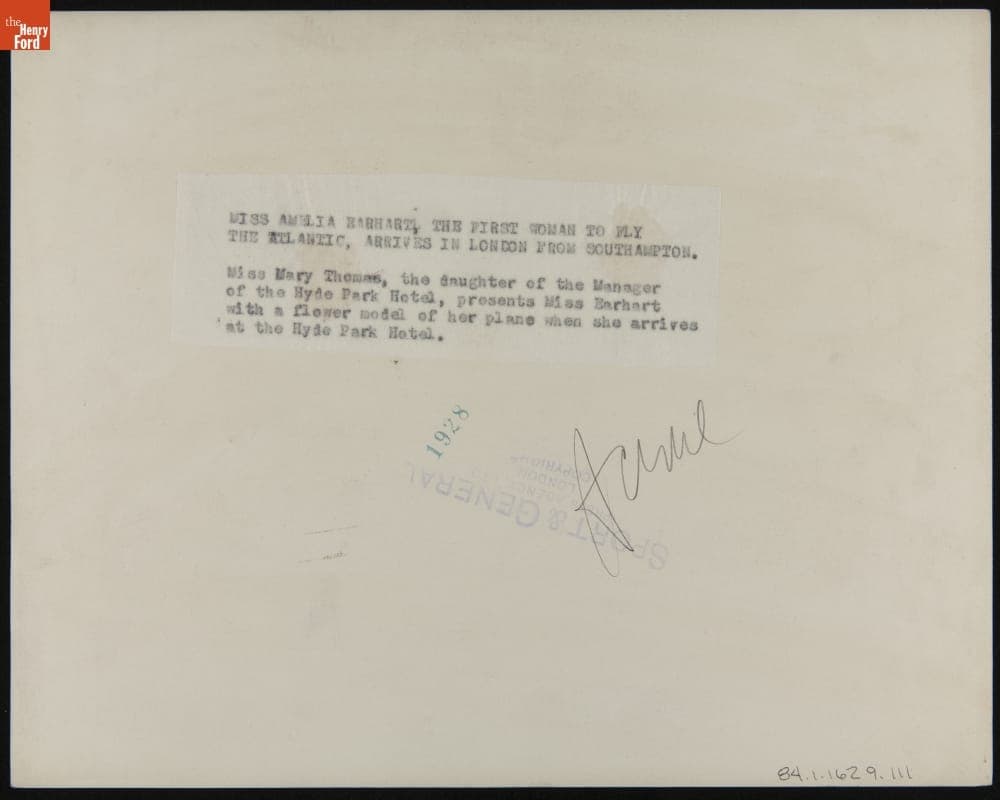 the
Henry
Ford
MISS AMELIA EARHART, THE FIRST WOMAN TO FLY
THE ATLANTIC, ARRIVES IN LONDON FROM SOUTHAMPTON.
Miss Mary Thomas, the daughter of the Manager
of the Hyde Park Hotel, presents Miss Earhart
with a flower model of her plane when she arrives
at the Hyde Park Hotel.
1928
SPORT & GENERAL
LONDON
COPYRIGHT
84.1.1629.111